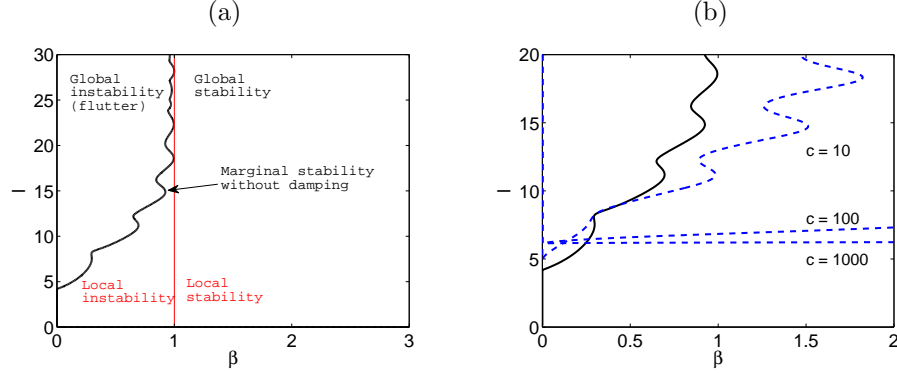 (a)
30
25
20
15
10
5
0
l
Global
instability
(flutter)
Global
stability
Marginal stability
without damping
Local
instability
Local
stability
0
1
2
3
β
(b)
20
15
10
5
0
l
c = 10
c = 100
c = 1000
0
0.5
1
1.5
2
β